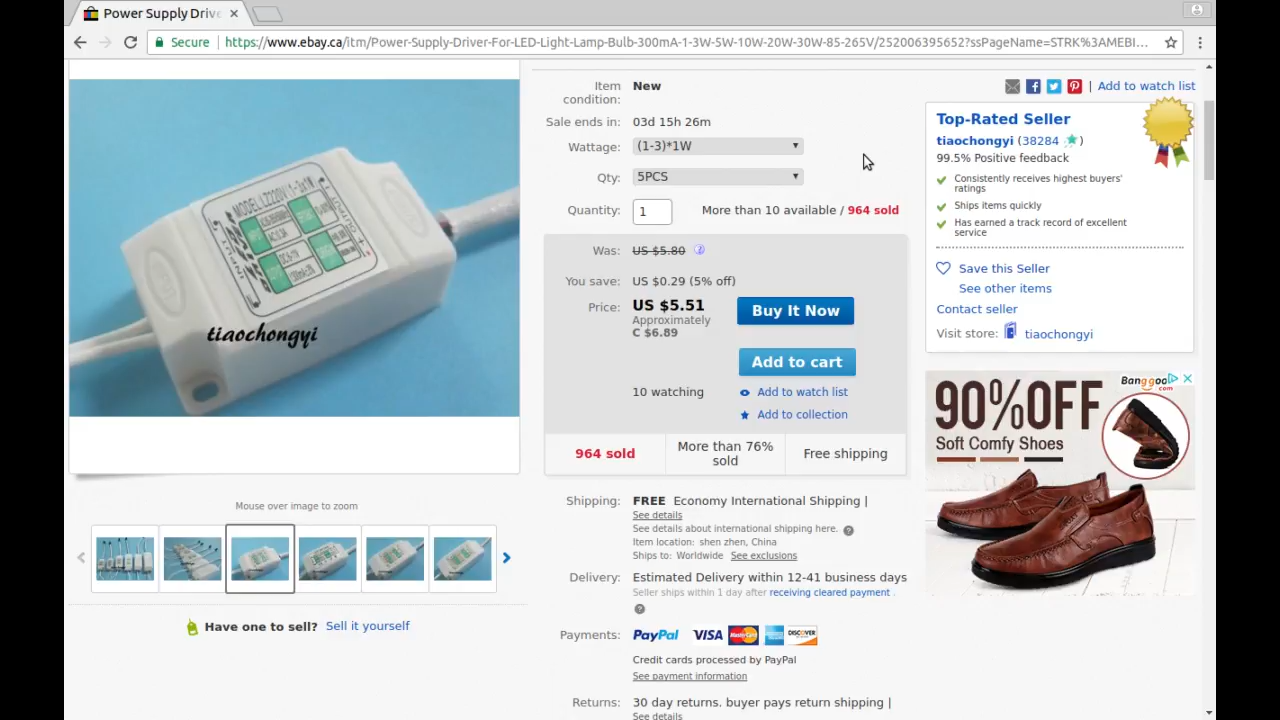 Power Supply Drive
Secure
https://www.ebay.ca/itm/Power-Supply-Driver-For-LED-Light-Lamp-Bulb-300mA-1-3W-5W-10W-20W-30W-85-265V/252006395652?ssPageName=STRK%3AMEBI...
Item condition:
New
Sale ends in: 03d 15h 26m
Wattage: (1-3)*1W
Qty: 5PCS
Quantity: 1 More than 10 available / 964 sold
Was: US $5.80
You save: US $0.29 (5% off)
Price: US $5.51
Approximately
C $6.89
Buy It Now
Add to cart
10 watching
Add to watch list
Add to collection
964 sold
More than 76% sold
Free shipping
Shipping: FREE Economy International Shipping |
See details
See details about international shipping here.
Item location: shen zhen, China
Ships to: Worldwide See exclusions
Delivery: Estimated Delivery within 12-41 business days
Seller ships within 1 day after receiving cleared payment .
Payments: PayPal VISA MasterCard DISCOVER
Credit cards processed by PayPal
See payment information
Returns: 30 day returns. buyer pays return shipping |
See details
tiaochongyi
Mouse over image to zoom
Have one to sell? Sell it yourself
| Add to watch list
Top-Rated Seller
tiaochongyi (38284 )
99.5% Positive feedback
Consistently receives highest buyers'
ratings
Ships items quickly
Has earned a track record of excellent
service
Save this Seller
See other items
Contact seller
Visit store: tiaochongyi
Banggood
.com
90%OFF
Soft Comfy Shoes